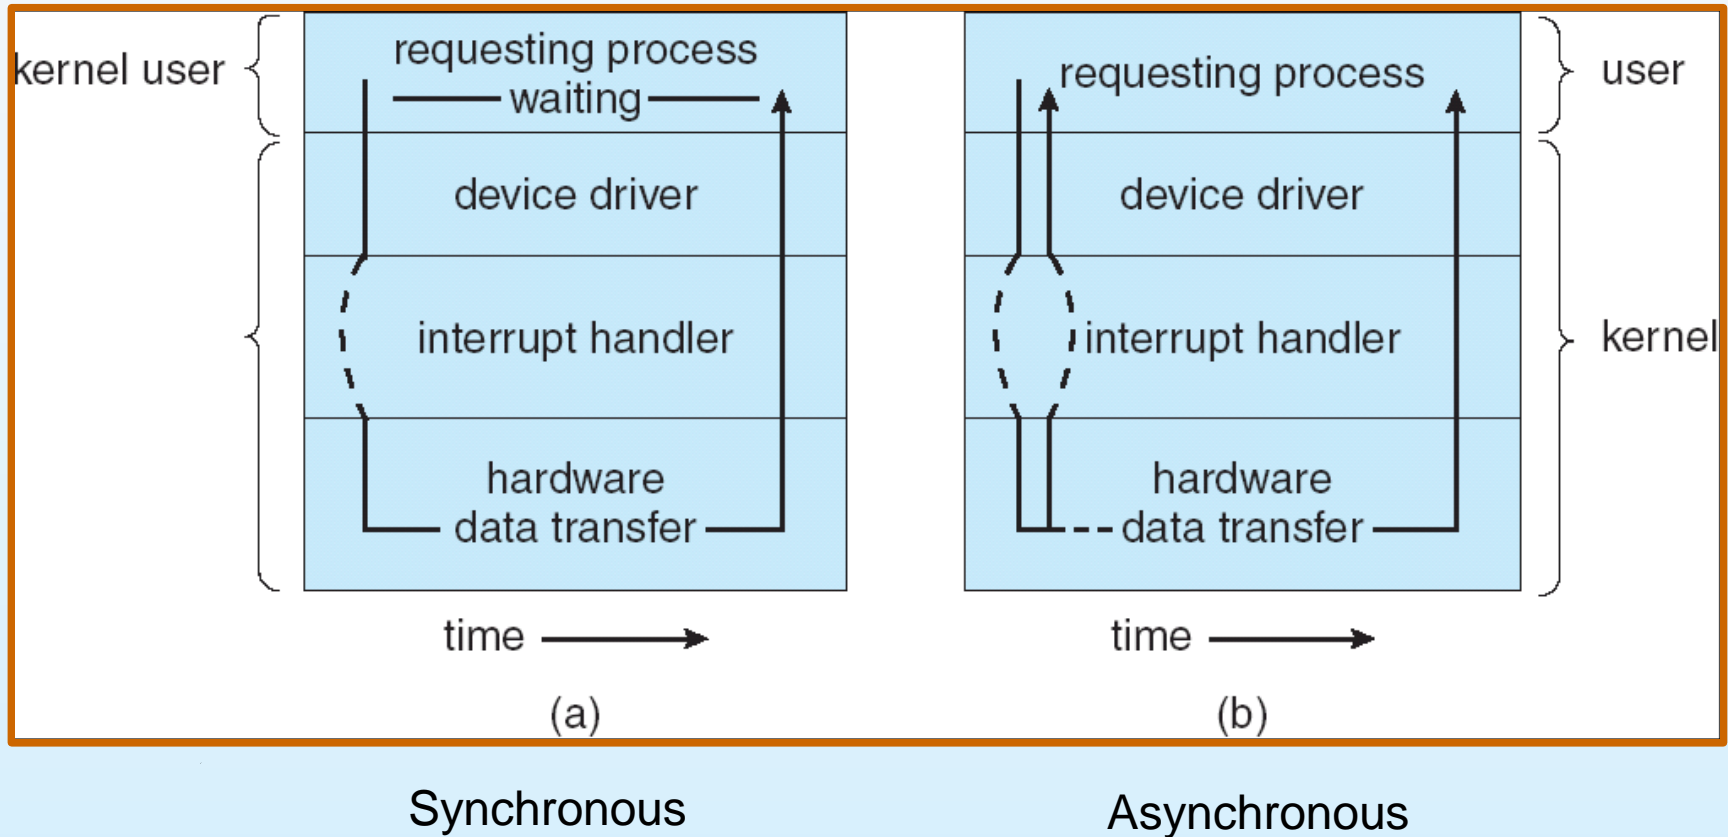 kernel user
requesting process
waiting
device driver
interrupt handler
hardware
data transfer
time
(a)
requesting process
user
device driver
interrupt handler
kernel
hardware
data transfer
time
(b)
Synchronous
Asynchronous